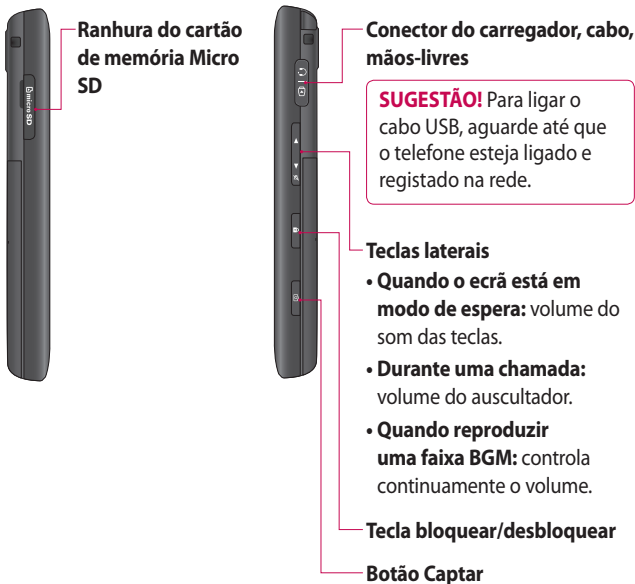 Ranhura do cartão
de memória Micro
SD
micro SD
Conector do carregador, cabo,
mãos-livres
SUGESTÃO! Para ligar o
cabo USB, aguarde até que
o telefone esteja ligado e
registado na rede.
Teclas laterais
• Quando o ecrã está em
modo de espera: volume do
som das teclas.
• Durante uma chamada:
volume do auscultador.
• Quando reproduzir
uma faixa BGM: controla
continuamente o volume.
Tecla bloquear/desbloquear
Botão Captar